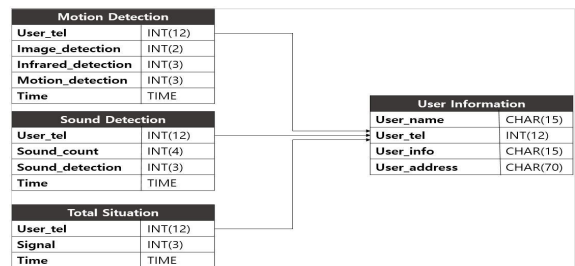 Motion Detection
User_tel INT(12)
Image_detection INT(2)
Infrared_detection INT(3)
Motion_detection INT(3)
Time TIME
Sound Detection
User_tel INT(12)
Sound_count INT(4)
Sound_detection INT(3)
Time TIME
Total Situation
User_tel INT(12)
Signal INT(3)
Time TIME
User Information
User_name CHAR(15)
User_tel INT(12)
User_info CHAR(15)
User_address CHAR(70)